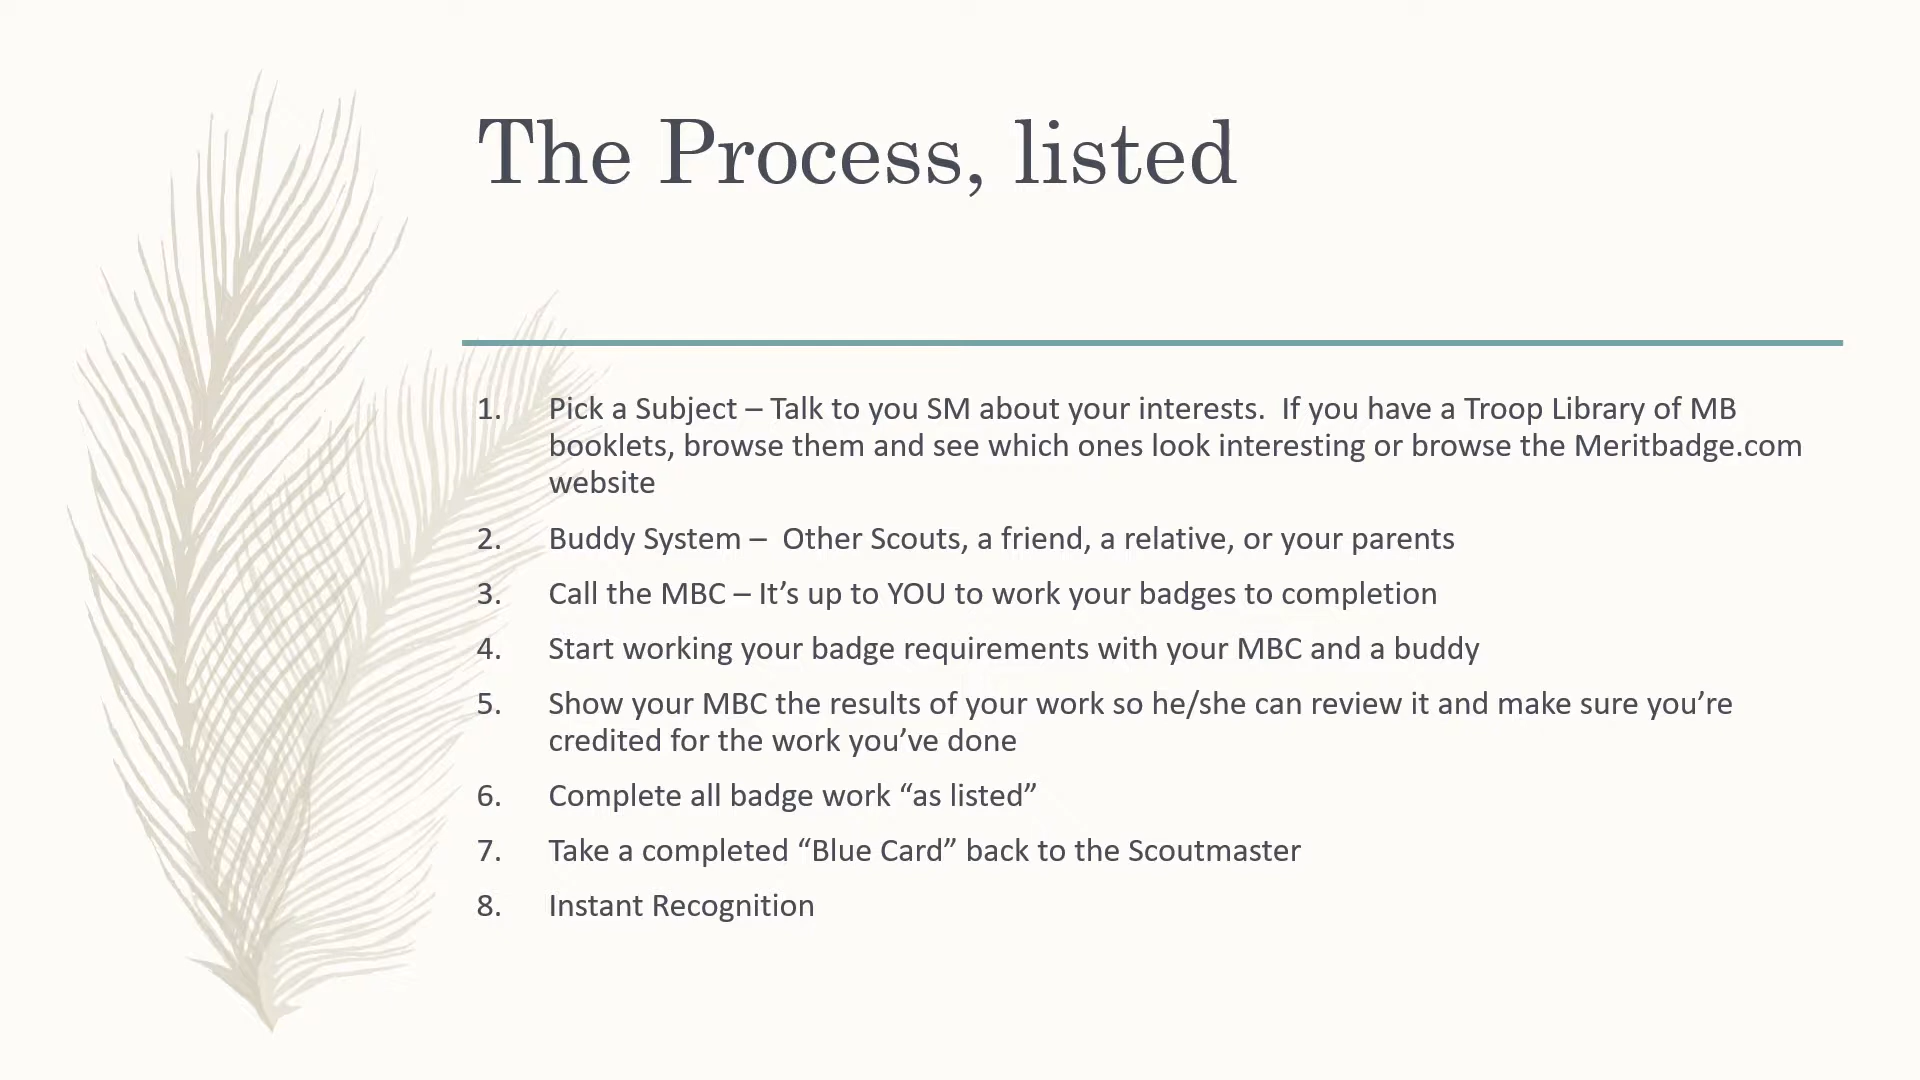 The Process, listed
1. Pick a Subject – Talk to you SM about your interests.  If you have a Troop Library of MB
booklets, browse them and see which ones look interesting or browse the Meritbadge.com
website
2. Buddy System –  Other Scouts, a friend, a relative, or your parents
3. Call the MBC – It’s up to YOU to work your badges to completion
4. Start working your badge requirements with your MBC and a buddy
5. Show your MBC the results of your work so he/she can review it and make sure you’re
credited for the work you’ve done
6. Complete all badge work “as listed”
7. Take a completed “Blue Card” back to the Scoutmaster
8. Instant Recognition